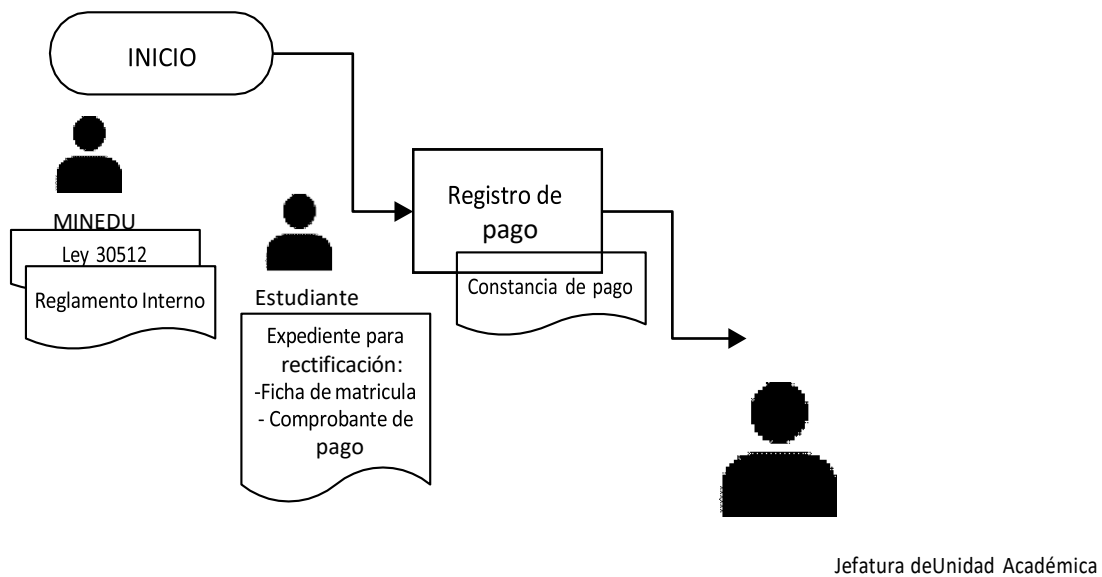 INICIO
MINEDU
Ley 30512
Reglamento Interno
Estudiante
Expediente para
rectificación:
-Ficha de matricula
- Comprobante de
pago
Registro de
pago
Constancia de pago
Jefatura deUnidad Académica